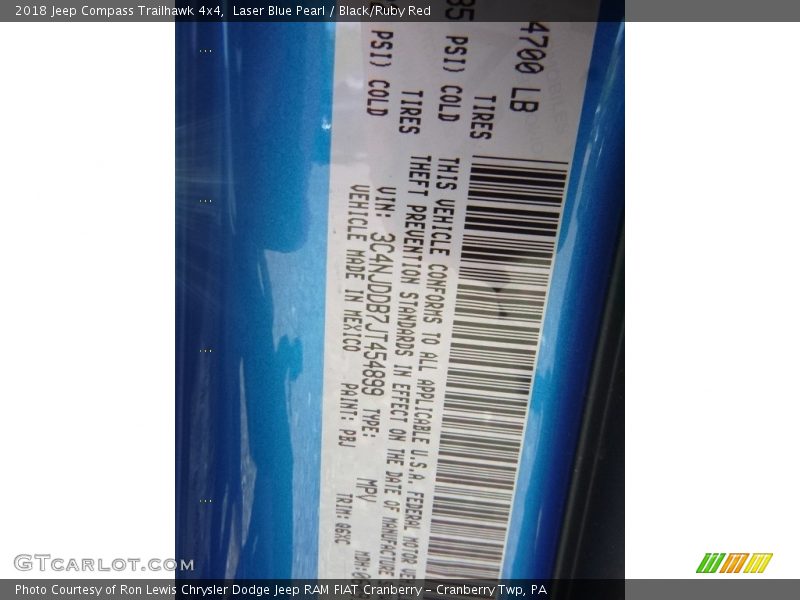 2018 Jeep Compass Trailhawk 4x4,  Laser Blue Pearl / Black/Ruby Red
4700 LB
TIRES
PSI) COLD
TIRES
PSI) COLD
THIS VEHICLE CONFORMS TO ALL APPLICABLE U.S.A. FEDERAL MOTOR
THEFT PREVENTION STANDARDS IN EFFECT ON THE DATE OF MANUFACTURE
VIN: 3C4NJDDB7JT454899 TYPE: MPV
VEHICLE MADE IN MEXICO PAINT: PBJ TRIM:
GTCARLOT.COM
Photo Courtesy of Ron Lewis Chrysler Dodge Jeep RAM FIAT Cranberry – Cranberry Twp, PA